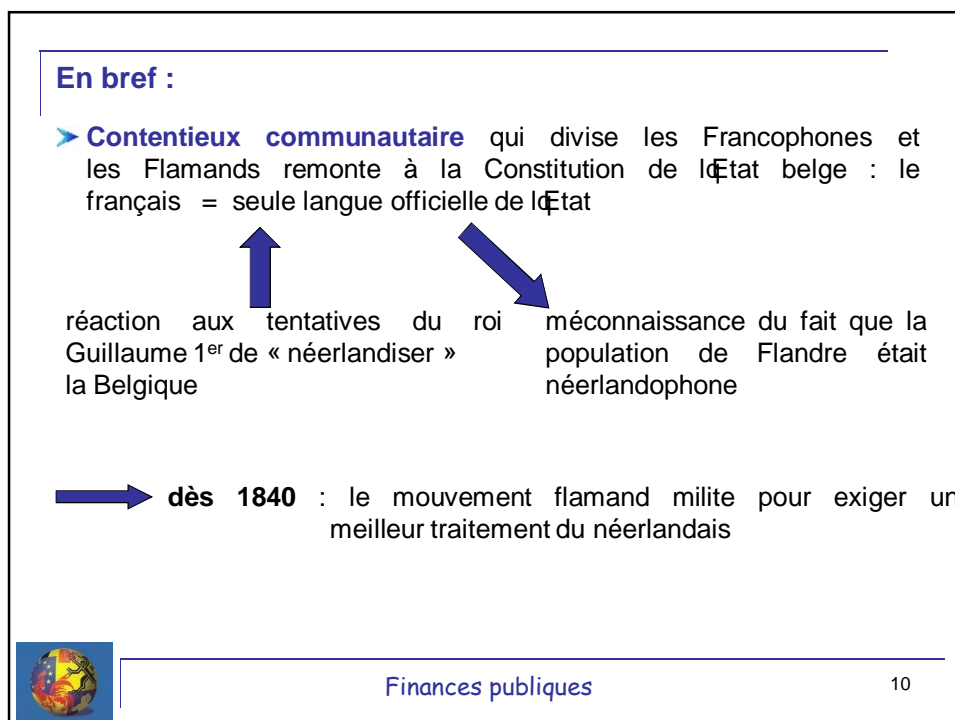 En bref :
Contentieux communautaire qui divise les Francophones et
les Flamands remonte à la Constitution de lqEtat belge : le
français = seule langue officielle de lqEtat
réaction aux tentatives du roi
Guillaume 1er de « néerlandiser »
la Belgique
méconnaissance du fait que la
population de Flandre était
néerlandophone
dès 1840 : le mouvement flamand milite pour exiger un
meilleur traitement du néerlandais
Finances publiques
10